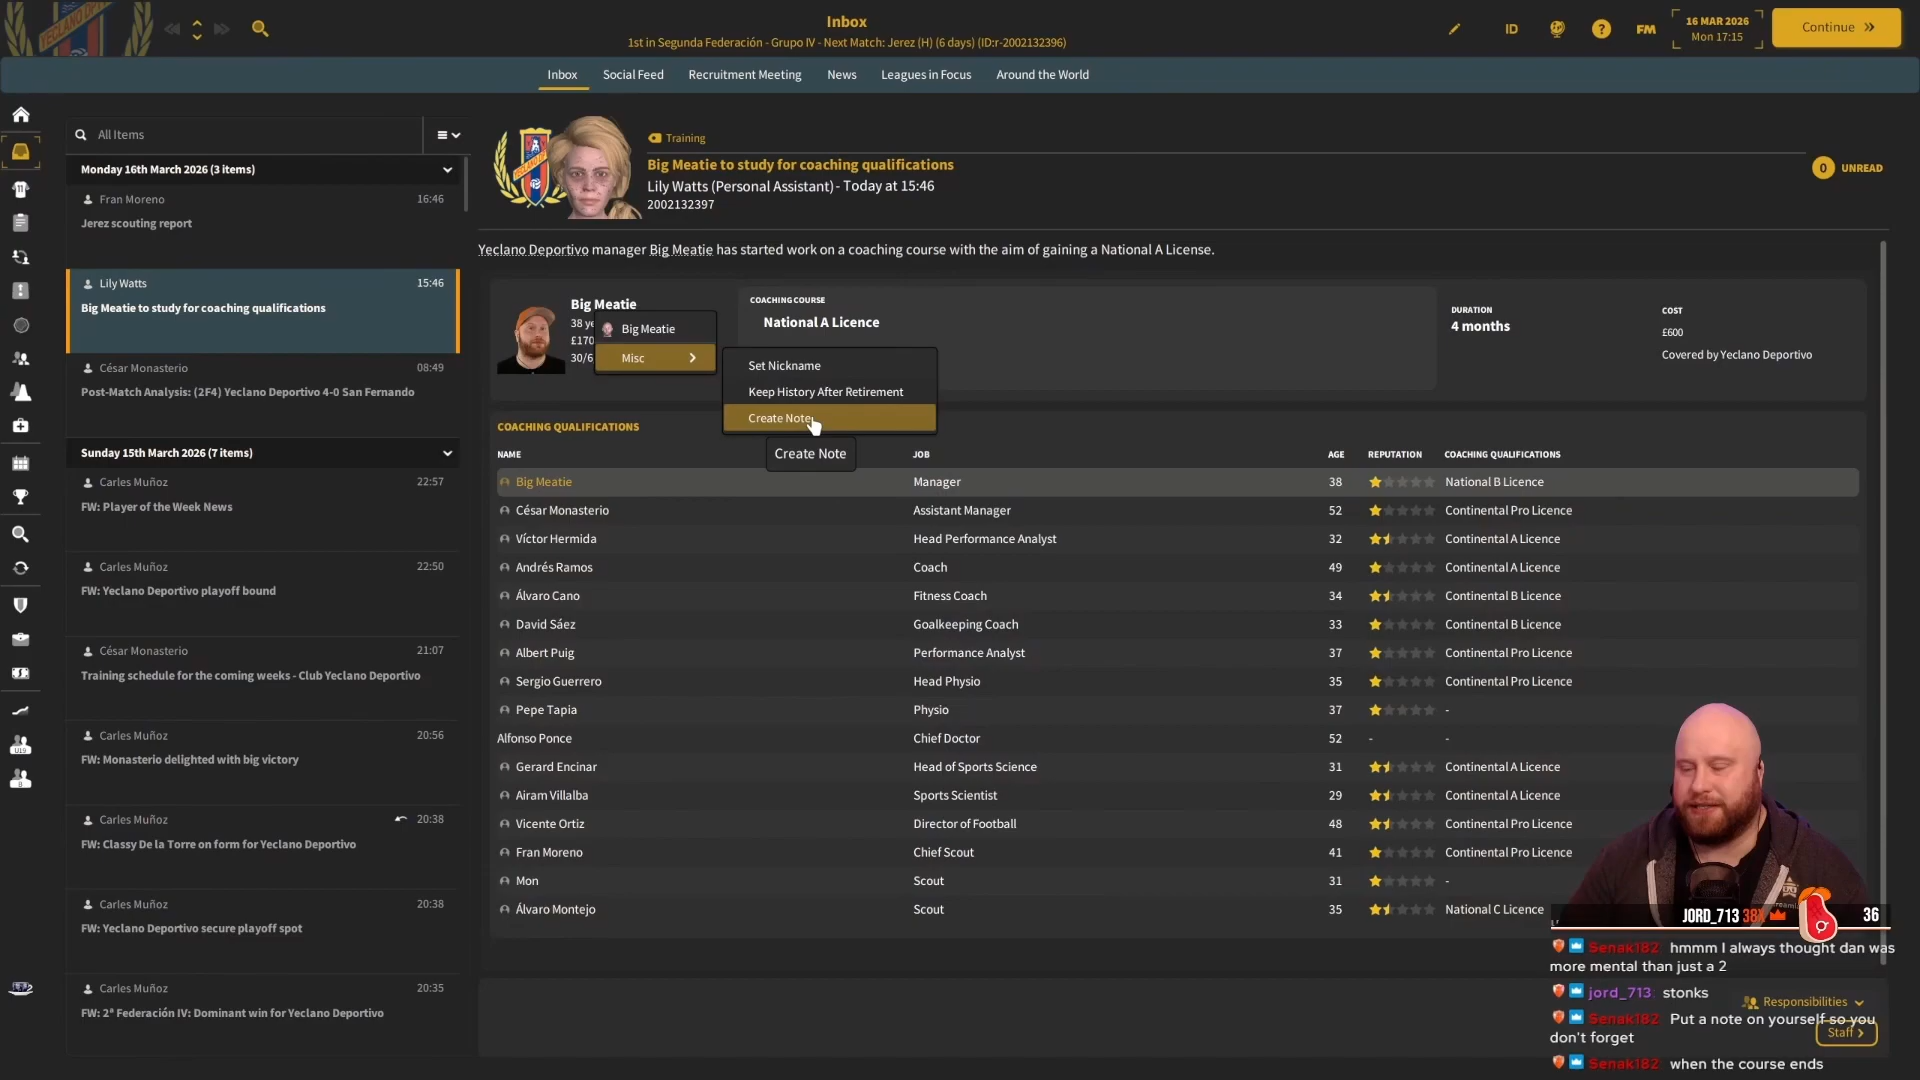 Inbox
1st in Segunda Federación - Grupo IV - Next Match: Jerez (H) (6 days) (ID:r-2002132396)
ID
FM
16 MAR 2026
Mon 17:15
Continue
Inbox
Social Feed
Recruitment Meeting
News
Leagues in Focus
Around the World
All Items
Monday 16th March 2026 (3 items)
Fran Moreno 16:46
Jerez scouting report
Lily Watts 15:46
Big Meatie to study for coaching qualifications
César Monasterio 08:49
Post-Match Analysis: (2F4) Yeclano Deportivo 4-0 San Fernando
Sunday 15th March 2026 (7 items)
Carles Muñoz 22:57
FW: Player of the Week News
Carles Muñoz 22:50
FW: Yeclano Deportivo playoff bound
César Monasterio 21:07
Training schedule for the coming weeks - Club Yeclano Deportivo
Carles Muñoz 20:56
FW: Monasterio delighted with big victory
Carles Muñoz 20:38
FW: Classy De la Torre on form for Yeclano Deportivo
Carles Muñoz 20:38
FW: Yeclano Deportivo secure playoff spot
Carles Muñoz 20:35
FW: 2ª Federación IV: Dominant win for Yeclano Deportivo
Training
Big Meatie to study for coaching qualifications
Lily Watts (Personal Assistant) - Today at 15:46
2002132397
0 UNREAD
Yeclano Deportivo manager Big Meatie has started work on a coaching course with the aim of gaining a National A License.
Big Meatie
38 ye
£170
30/6
Big Meatie
Misc
Set Nickname
Keep History After Retirement
Create Note
Create Note
COACHING COURSE
National A Licence
DURATION
4 months
COST
£600
Covered by Yeclano Deportivo
COACHING QUALIFICATIONS
NAME JOB AGE REPUTATION COACHING QUALIFICATIONS
Big Meatie Manager 38 National B Licence
César Monasterio Assistant Manager 52 Continental Pro Licence
Víctor Hermida Head Performance Analyst 32 Continental A Licence
Andrés Ramos Coach 49 Continental A Licence
Álvaro Cano Fitness Coach 34 Continental B Licence
David Sáez Goalkeeping Coach 33 Continental B Licence
Albert Puig Performance Analyst 37 Continental Pro Licence
Sergio Guerrero Head Physio 35 Continental Pro Licence
Pepe Tapia Physio 37 -
Alfonso Ponce Chief Doctor 52 - -
Gerard Encinar Head of Sports Science 31 Continental A Licence
Airam Villalba Sports Scientist 29 Continental A Licence
Vicente Ortiz Director of Football 48 Continental Pro Licence
Fran Moreno Chief Scout 41 Continental Pro Licence
Mon Scout 31 -
Álvaro Montejo Scout 35 National C Licence
JORD_713 38X 36
Senak182 hmmm I always thought dan was
more mental than just a 2
jord_713 stonks
Responsibilities
Senak182 Put a note on yourself so you
don't forget
Staff
Senak182 when the course ends